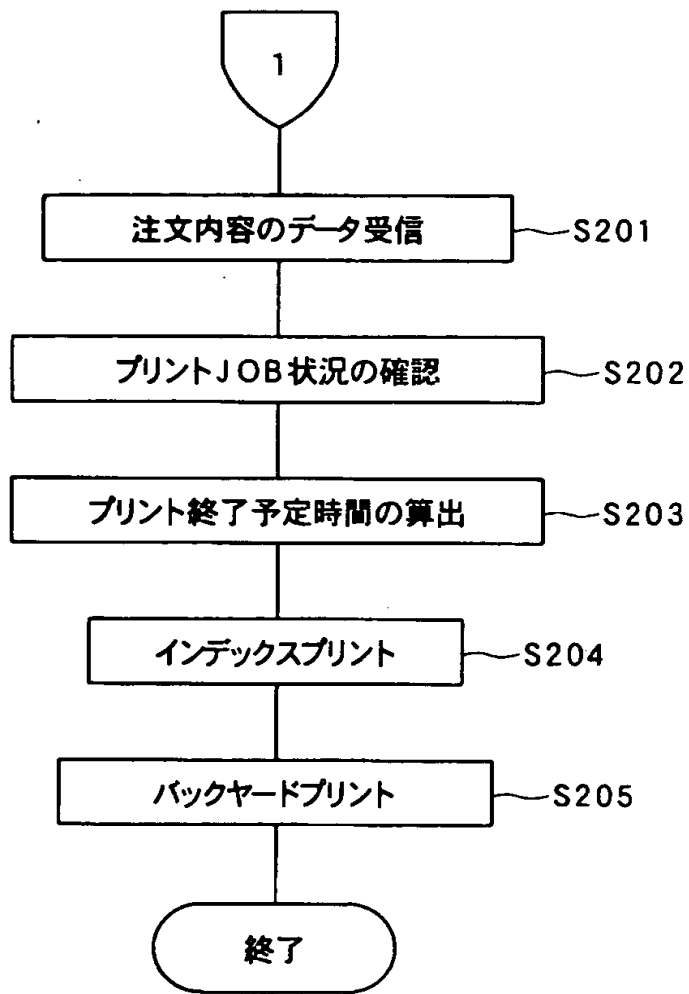 1
注文内容のデータ受信 S201
プリントJOB状況の確認 S202
プリント終了予定時間の算出 S203
インデックスプリント S204
バックヤードプリント S205
終了